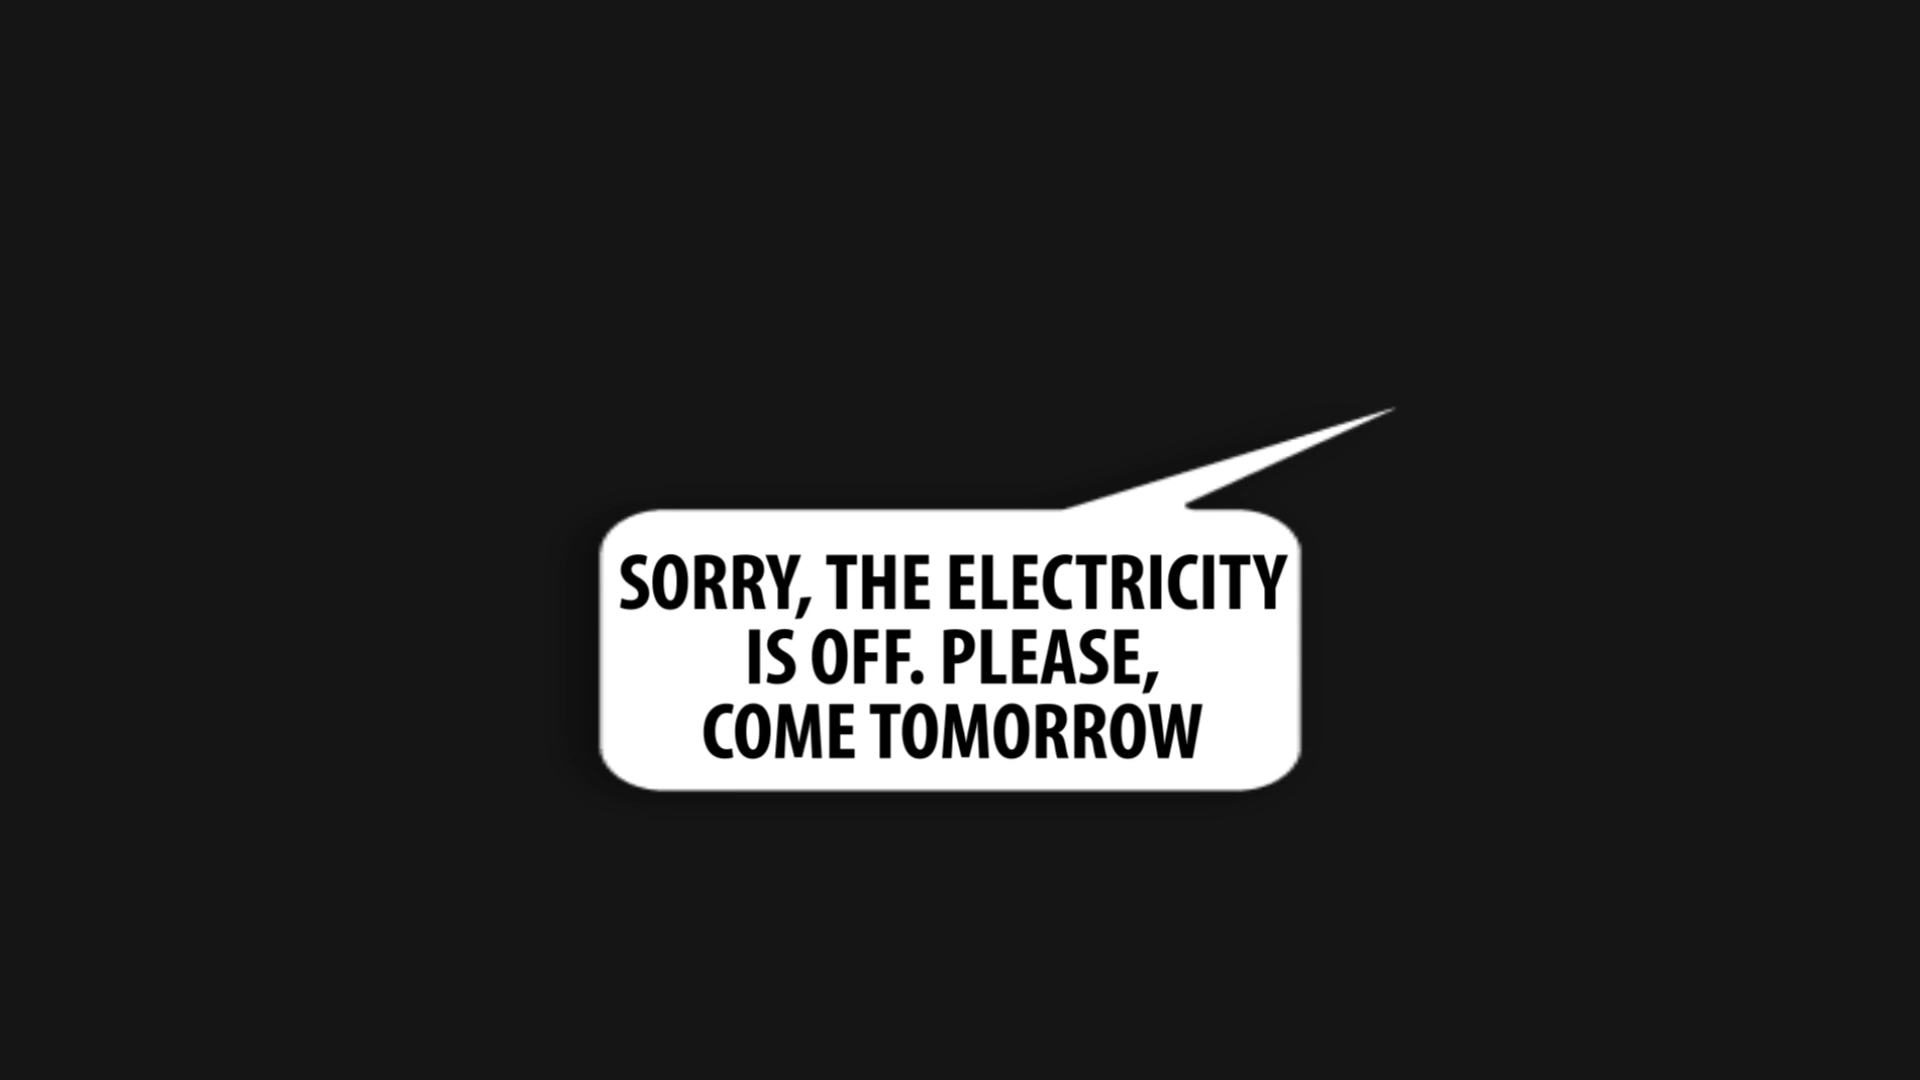 SORRY, THE ELECTRICITY
IS OFF. PLEASE,
COME TOMORROW